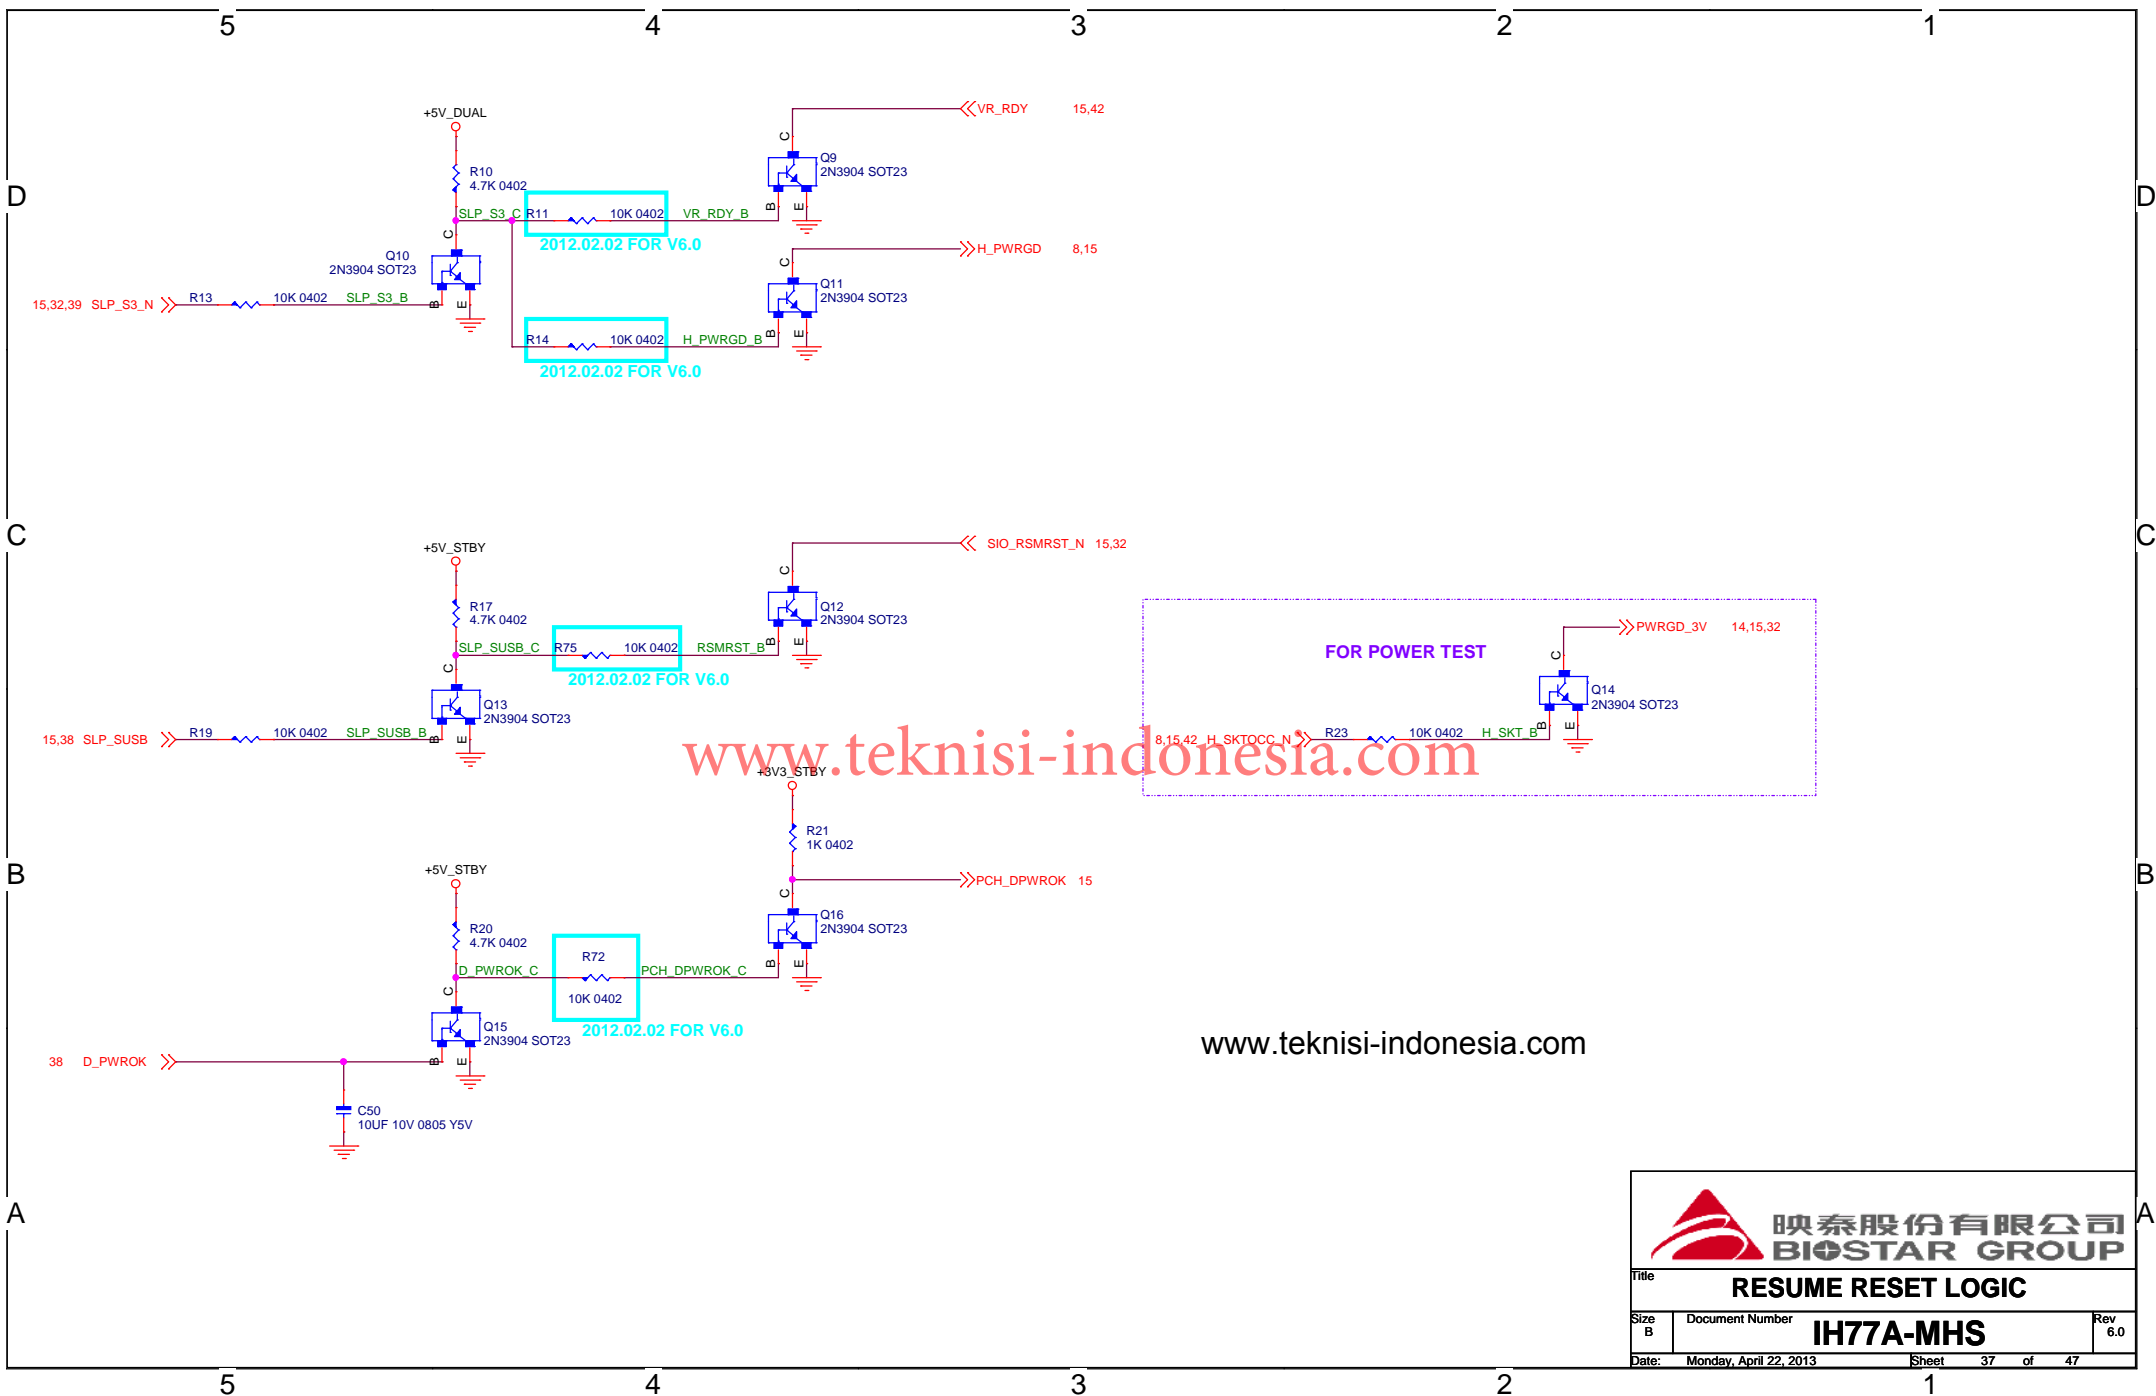 5 4 3 2 1
D D
C C
B B
A A
+5V_DUAL
R10
4.7K 0402
SLP_S3_C
R11 10K 0402
VR_RDY_B
2012.02.02 FOR V6.0
C
Q9
2N3904 SOT23
B E
VR_RDY 15,42
Q10
2N3904 SOT23
C
B E
15,32,39 SLP_S3_N
R13 10K 0402
SLP_S3_B
H_PWRGD 8,15
C
Q11
2N3904 SOT23
B E
R14 10K 0402
H_PWRGD_B
2012.02.02 FOR V6.0
+5V_STBY
R17
4.7K 0402
SLP_SUSB_C
R75 10K 0402
RSMRST_B
2012.02.02 FOR V6.0
SIO_RSMRST_N 15,32
C
Q12
2N3904 SOT23
B E
C
Q13
2N3904 SOT23
B E
15,38 SLP_SUSB
R19 10K 0402
SLP_SUSB_B
FOR POWER TEST
PWRGD_3V 14,15,32
C
Q14
2N3904 SOT23
B E
8,15,42 H_SKTOCC_N
R23 10K 0402
H_SKT_B
www.teknisi-indonesia.com
+3V3_STBY
R21
1K 0402
PCH_DPWROK 15
C
Q16
2N3904 SOT23
B E
+5V_STBY
R20
4.7K 0402
D_PWROK_C
R72
10K 0402
PCH_DPWROK_C
2012.02.02 FOR V6.0
C
Q15
2N3904 SOT23
B E
38 D_PWROK
C50
10UF 10V 0805 Y5V
www.teknisi-indonesia.com
映泰股份有限公司
BIOSTAR GROUP
Title
RESUME RESET LOGIC
Size
B
Document Number
IH77A-MHS
Rev
6.0
Date: Monday, April 22, 2013 Sheet 37 of 47
5 4 3 2 1